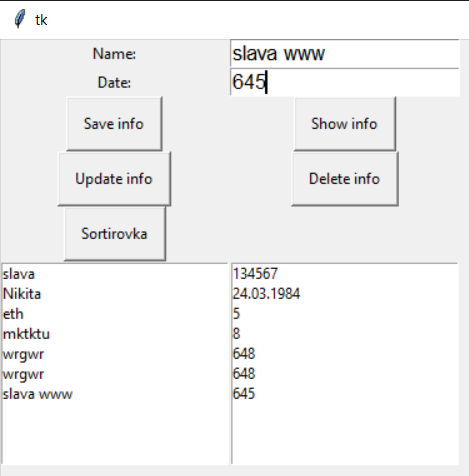 tk
Name: slava www
Date: 645
Save info Show info
Update info Delete info
Sortirovka
slava 134567
Nikita 24.03.1984
eth 5
mktktu 8
wrgwr 648
wrgwr 648
slava www 645